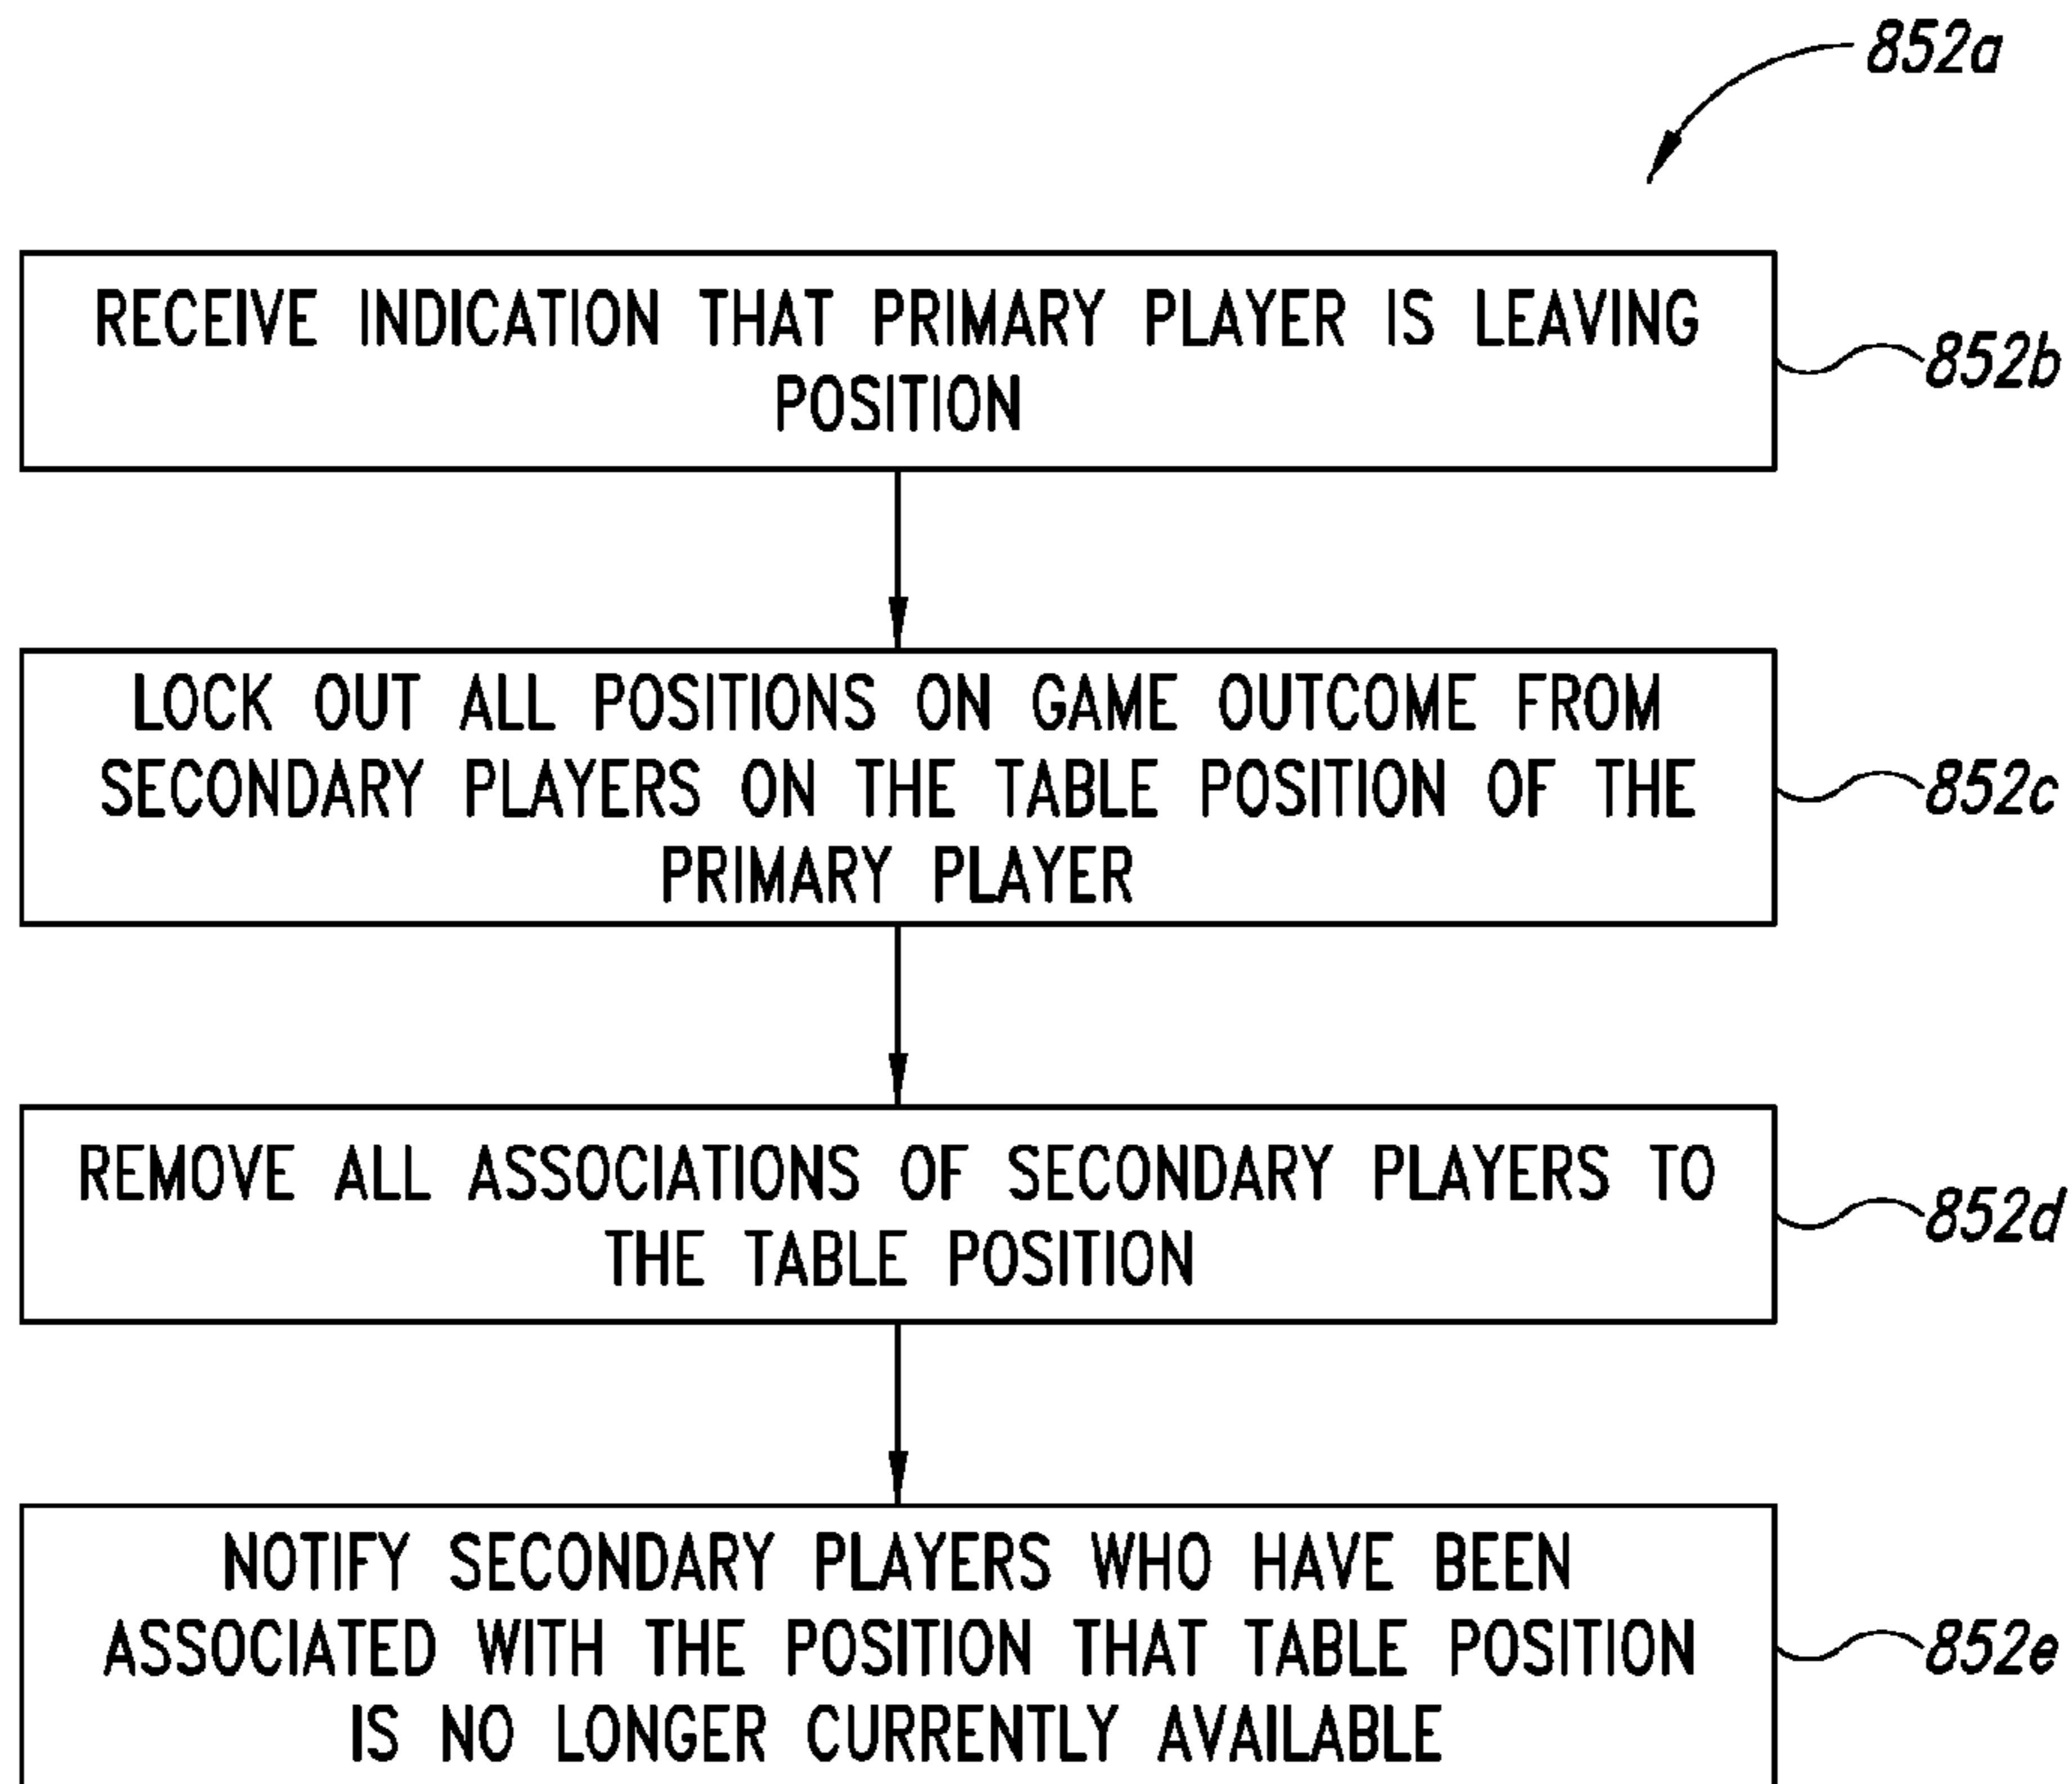 852a
RECEIVE INDICATION THAT PRIMARY PLAYER IS LEAVING
POSITION
852b
LOCK OUT ALL POSITIONS ON GAME OUTCOME FROM
SECONDARY PLAYERS ON THE TABLE POSITION OF THE
PRIMARY PLAYER
852c
REMOVE ALL ASSOCIATIONS OF SECONDARY PLAYERS TO
THE TABLE POSITION
852d
NOTIFY SECONDARY PLAYERS WHO HAVE BEEN
ASSOCIATED WITH THE POSITION THAT TABLE POSITION
IS NO LONGER CURRENTLY AVAILABLE
852e